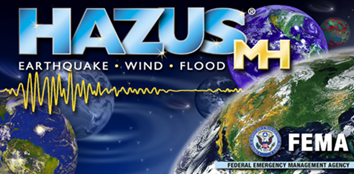 HAZUS®
MH
EARTHQUAKE • WIND • FLOOD
FEMA
FEDERAL EMERGENCY MANAGEMENT AGENCY